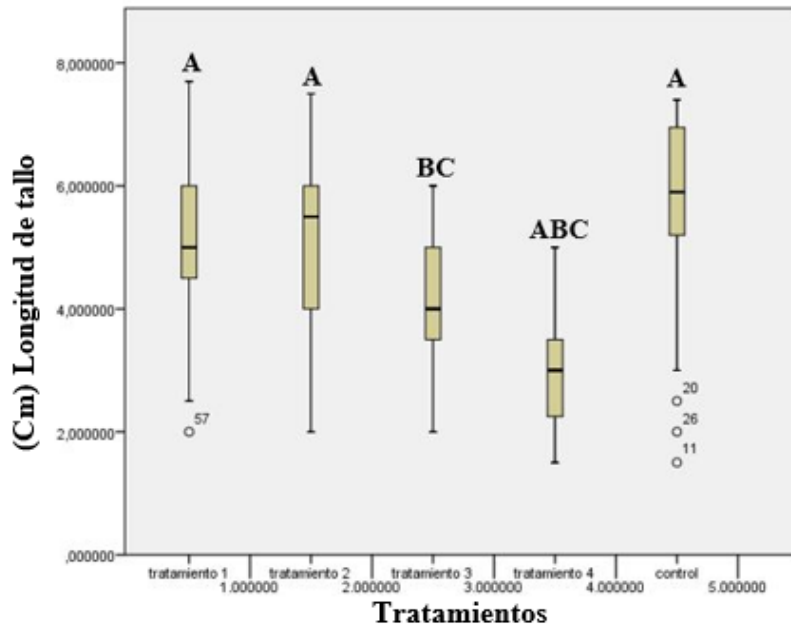 (Cm) Longitud de tallo
8,000000
6,000000
4,000000
2,000000
,000000
A
A
BC
ABC
A
57
20
26
11
tratamiento 1
tratamiento 2
tratamiento 3
tratamiento 4
control
1.000000
2.000000
3.000000
4.000000
5.000000
Tratamientos